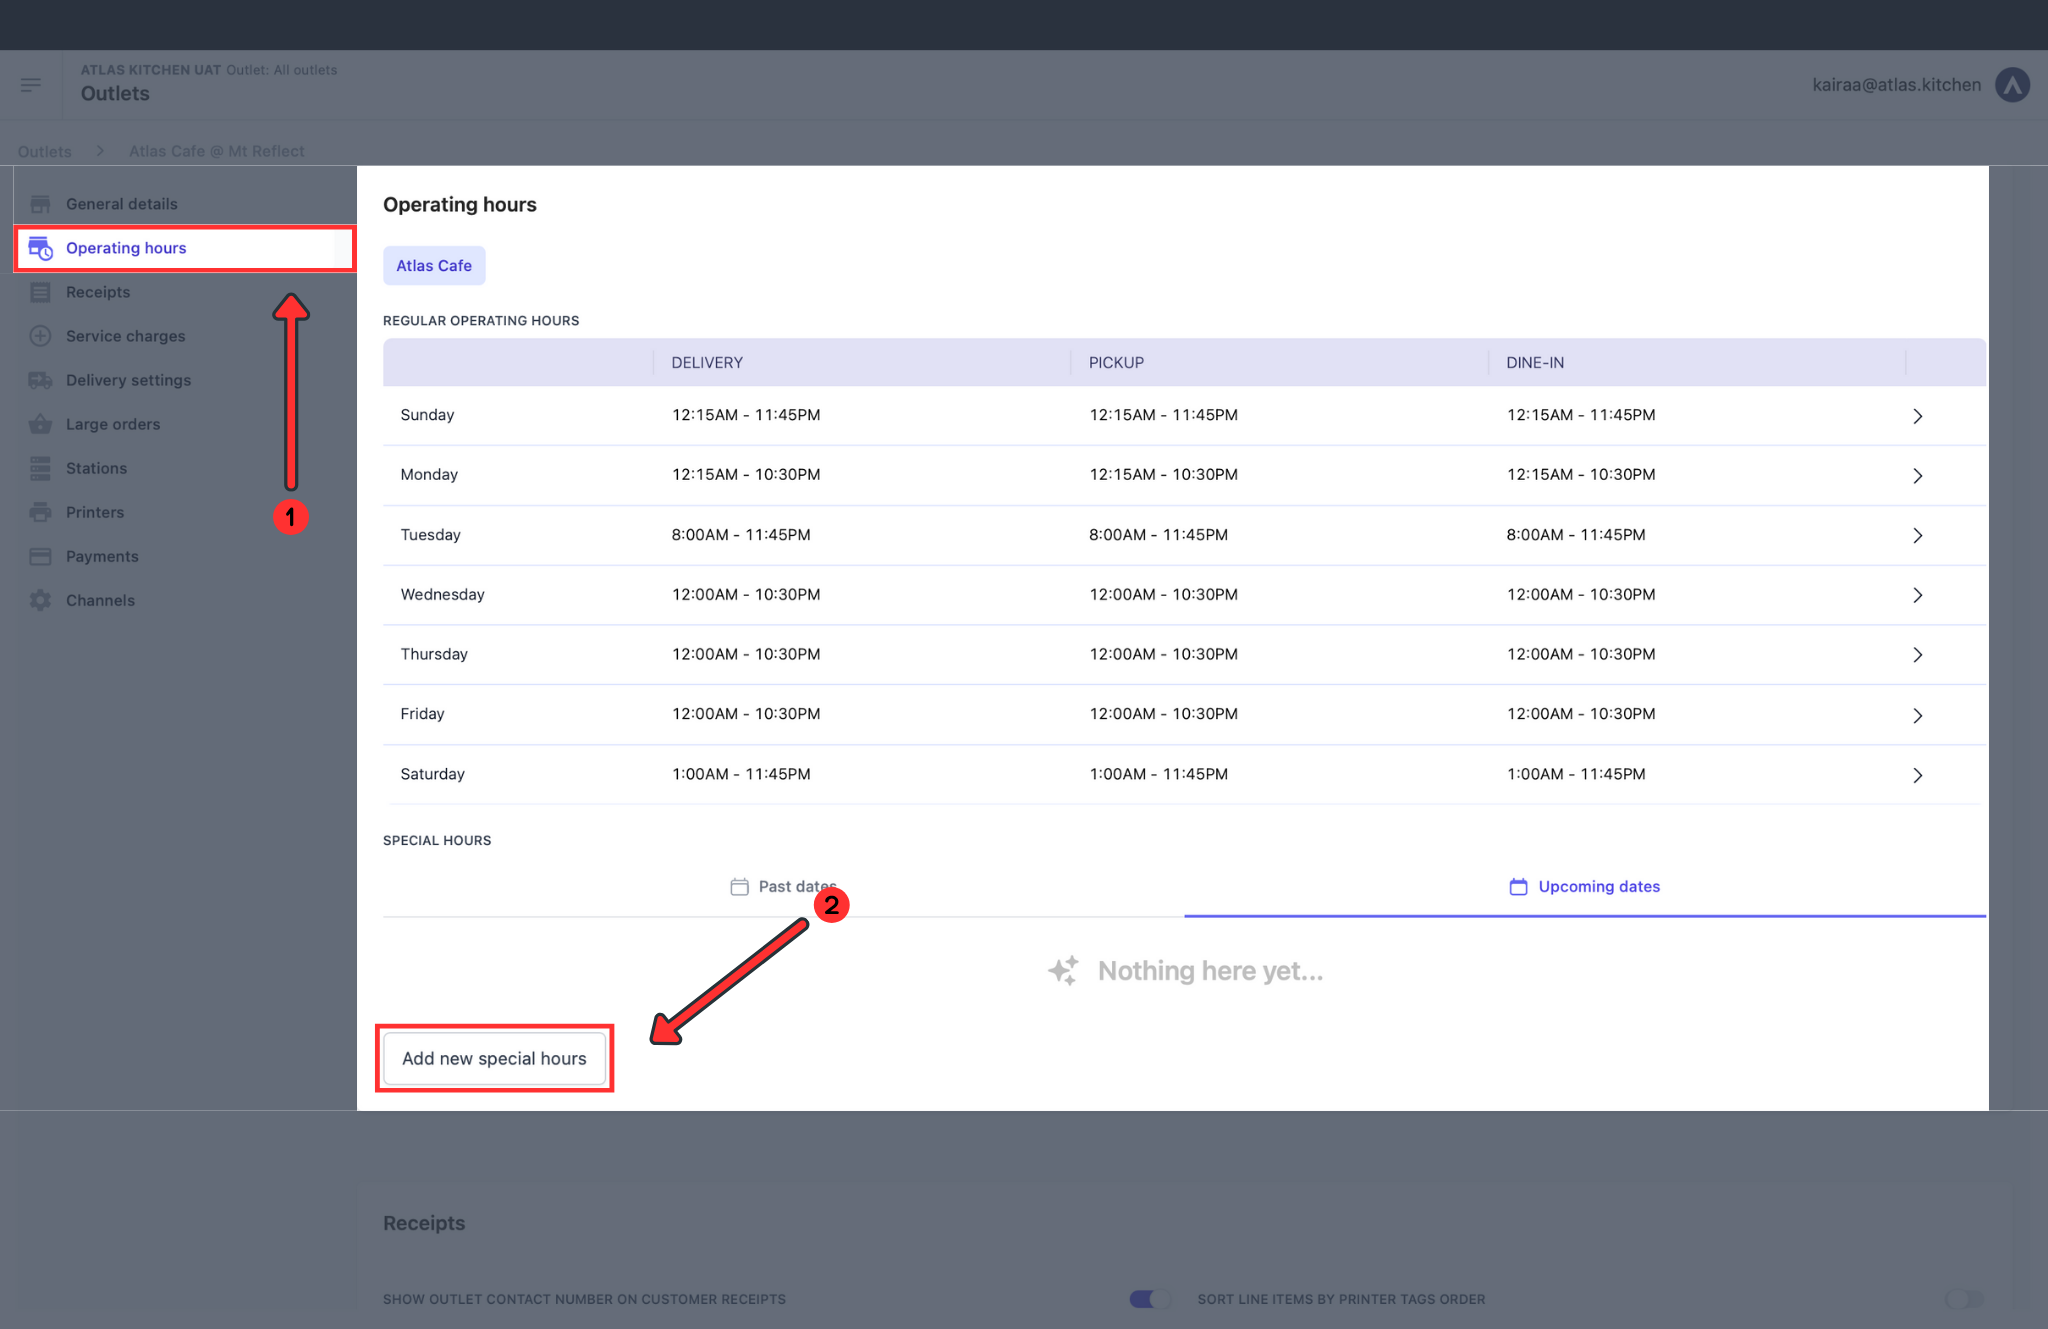 ATLAS KITCHEN UAT Outlet: All outlets
Outlets
kairaa@atlas.kitchen
Outlets > Atlas Cafe @ Mt Reflect
General details
Operating hours
Receipts
Service charges
Delivery settings
Large orders
Stations
Printers
Payments
Channels
1
Operating hours
Atlas Cafe
REGULAR OPERATING HOURS
DELIVERY PICKUP DINE-IN
Sunday 12:15AM - 11:45PM 12:15AM - 11:45PM 12:15AM - 11:45PM
Monday 12:15AM - 10:30PM 12:15AM - 10:30PM 12:15AM - 10:30PM
Tuesday 8:00AM - 11:45PM 8:00AM - 11:45PM 8:00AM - 11:45PM
Wednesday 12:00AM - 10:30PM 12:00AM - 10:30PM 12:00AM - 10:30PM
Thursday 12:00AM - 10:30PM 12:00AM - 10:30PM 12:00AM - 10:30PM
Friday 12:00AM - 10:30PM 12:00AM - 10:30PM 12:00AM - 10:30PM
Saturday 1:00AM - 11:45PM 1:00AM - 11:45PM 1:00AM - 11:45PM
SPECIAL HOURS
Past dates Upcoming dates
2
Nothing here yet...
Add new special hours
Receipts
SHOW OUTLET CONTACT NUMBER ON CUSTOMER RECEIPTS SORT LINE ITEMS BY PRINTER TAGS ORDER